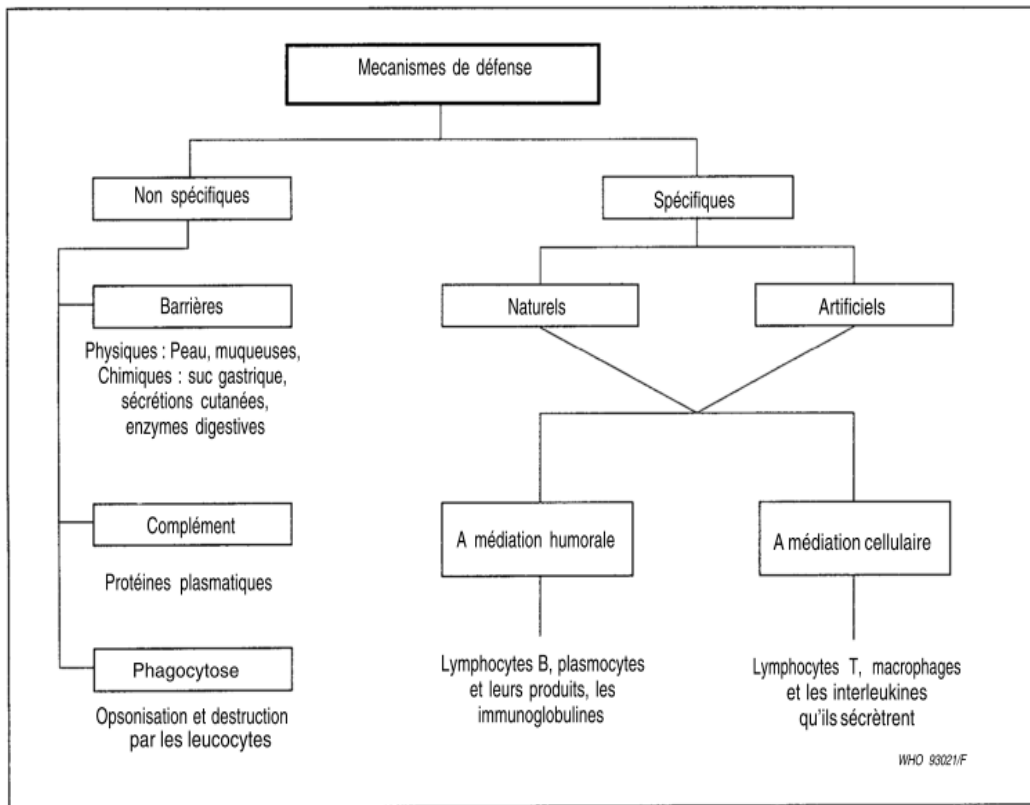 Mecanismes de défense
Non spécifiques
Spécifiques
Barrières
Physiques : Peau, muqueuses,
Chimiques : suc gastrique,
sécrétions cutanées,
enzymes digestives
Naturels
Artificiels
Complément
Protéines plasmatiques
A médiation humorale
A médiation cellulaire
Phagocytose
Opsonisation et destruction
par les leucocytes
Lymphocytes B, plasmocytes
et leurs produits, les
immunoglobulines
Lymphocytes T, macrophages
et les interleukines
qu'ils sécrètrent
WHO 93021/F